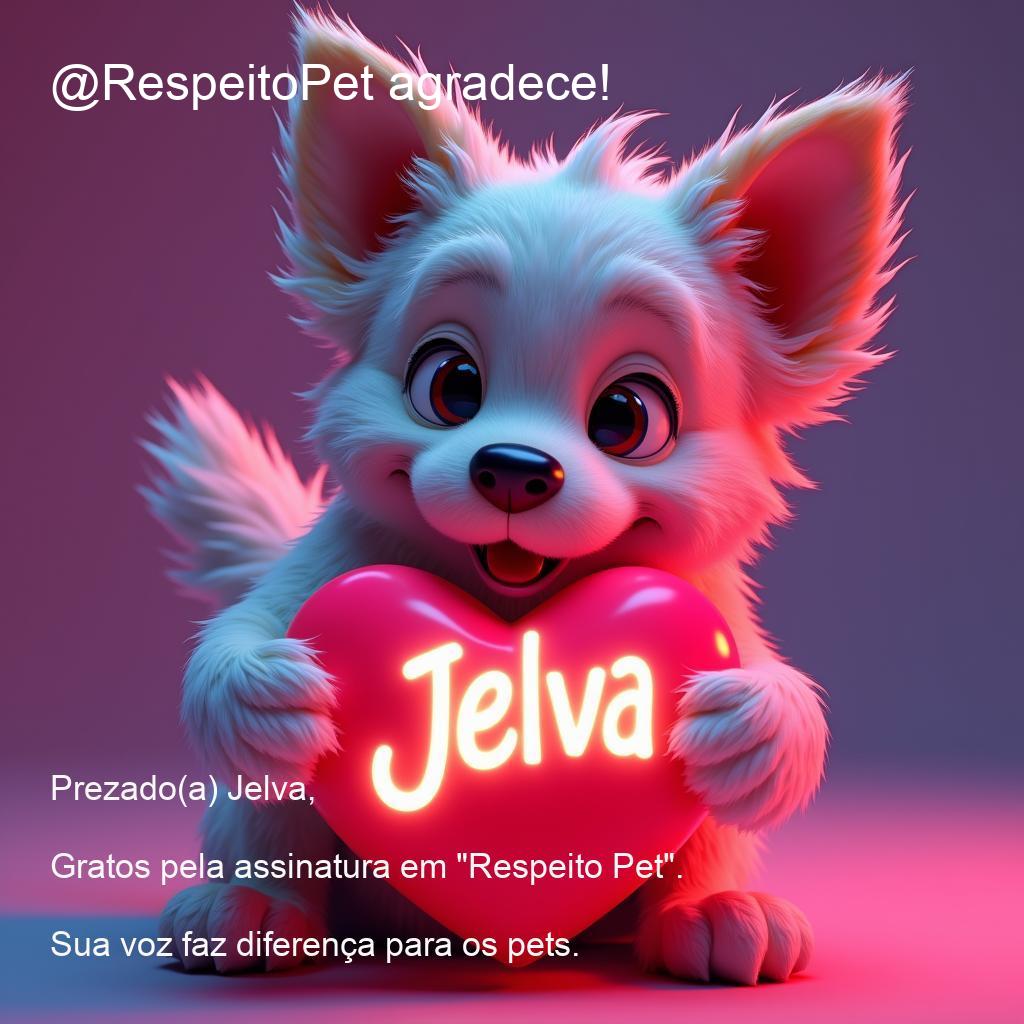 @RespeitoPet agradece!
Jelva
Prezado(a) Jelva,
Gratos pela assinatura em "Respeito Pet".
Sua voz faz diferença para os pets.